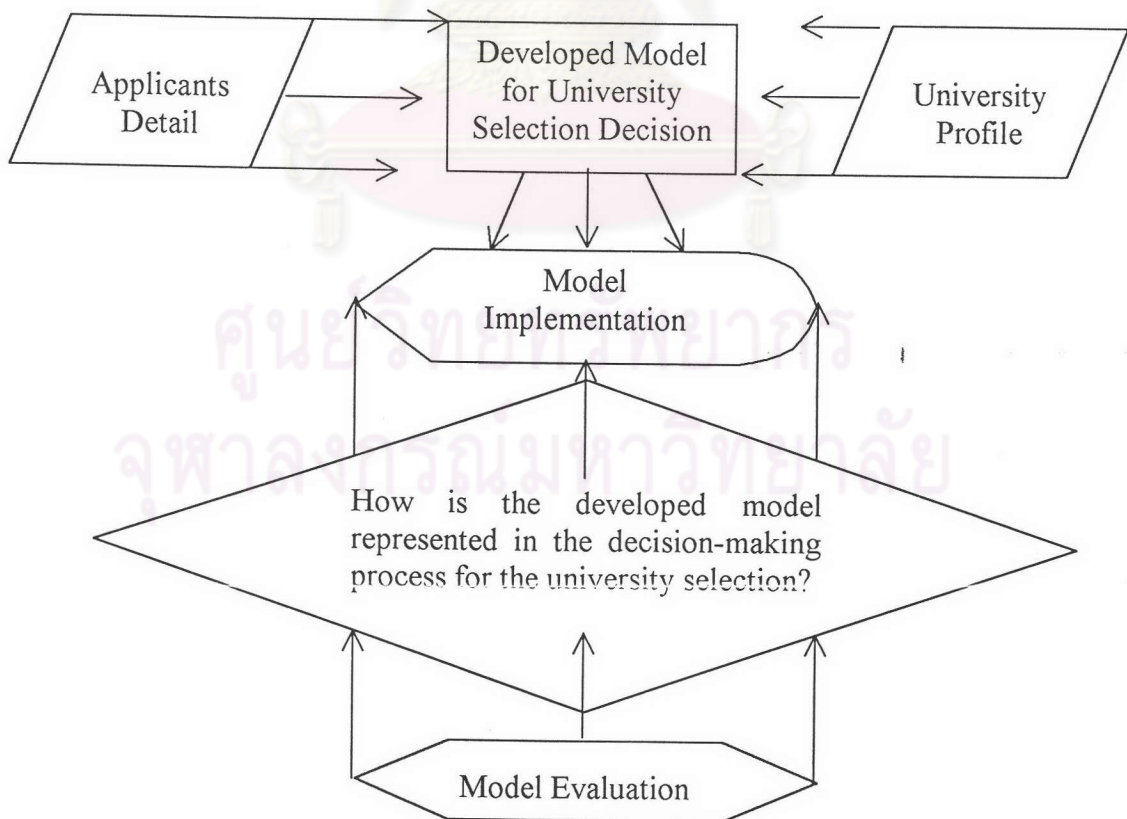 Applicants
Detail
Developed Model
for University
Selection Decision
University
Profile
Model
Implementation
ศูนย์วิทยทรัพยากร
จุฬาลงกรณ์มหาวิทยาลัย
How is the developed model
represented in the decision-making
process for the university selection?
Model Evaluation